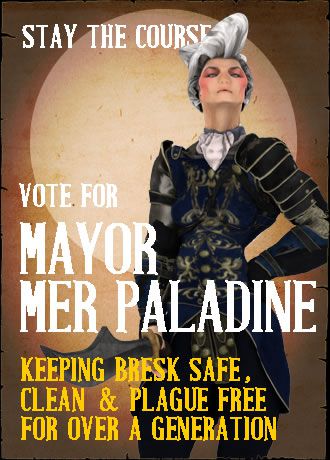 STAY THE COURSE
VOTE FOR
MAYOR
MER PALADINE
KEEPING BRESK SAFE,
CLEAN & PLAGUE FREE
FOR OVER A GENERATION